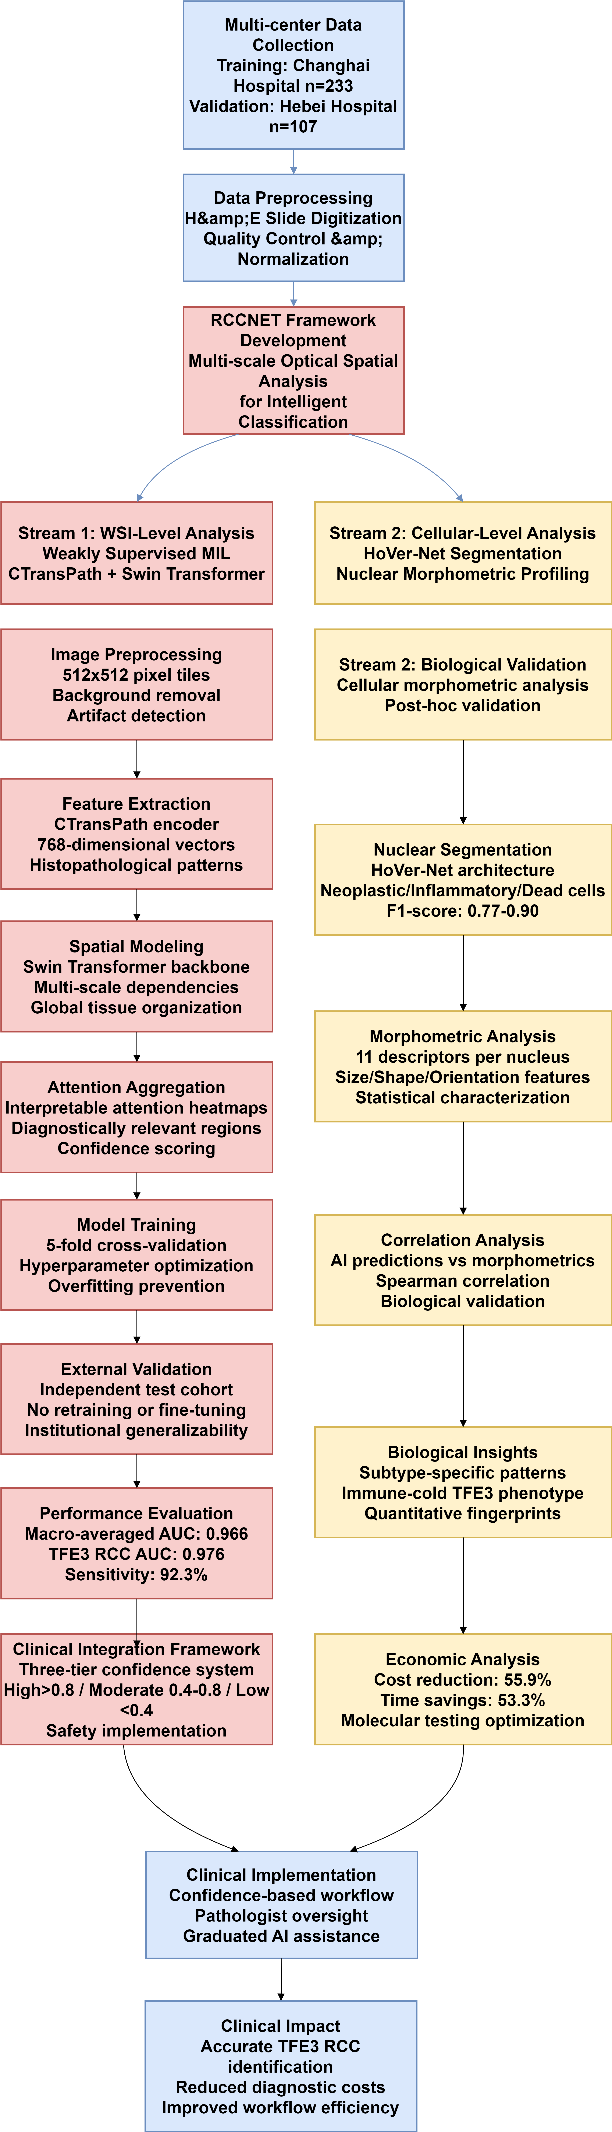 Multi-center Data
Collection
Training: Changhai
Hospital n=233
Validation: Hebei Hospital
n=107
Data Preprocessing
H&amp;E Slide Digitization
Quality Control &amp;
Normalization
RCCNET Framework
Development
Multi-scale Optical Spatial
Analysis
for Intelligent
Classification
Stream 1: WSI-Level Analysis
Weakly Supervised MIL
CTransPath + Swin Transformer
Image Preprocessing
512x512 pixel tiles
Background removal
Artifact detection
Feature Extraction
CTransPath encoder
768-dimensional vectors
Histopathological patterns
Spatial Modeling
Swin Transformer backbone
Multi-scale dependencies
Global tissue organization
Attention Aggregation
Interpretable attention heatmaps
Diagnostically relevant regions
Confidence scoring
Model Training
5-fold cross-validation
Hyperparameter optimization
Overfitting prevention
External Validation
Independent test cohort
No retraining or fine-tuning
Institutional generalizability
Performance Evaluation
Macro-averaged AUC: 0.966
TFE3 RCC AUC: 0.976
Sensitivity: 92.3%
Clinical Integration Framework
Three-tier confidence system
High>0.8 / Moderate 0.4-0.8 / Low
<0.4
Safety implementation
Stream 2: Cellular-Level Analysis
HoVer-Net Segmentation
Nuclear Morphometric Profiling
Stream 2: Biological Validation
Cellular morphometric analysis
Post-hoc validation
Nuclear Segmentation
HoVer-Net architecture
Neoplastic/Inflammatory/Dead cells
F1-score: 0.77-0.90
Morphometric Analysis
11 descriptors per nucleus
Size/Shape/Orientation features
Statistical characterization
Correlation Analysis
AI predictions vs morphometrics
Spearman correlation
Biological validation
Biological Insights
Subtype-specific patterns
Immune-cold TFE3 phenotype
Quantitative fingerprints
Economic Analysis
Cost reduction: 55.9%
Time savings: 53.3%
Molecular testing optimization
Clinical Implementation
Confidence-based workflow
Pathologist oversight
Graduated AI assistance
Clinical Impact
Accurate TFE3 RCC
identification
Reduced diagnostic costs
Improved workflow efficiency